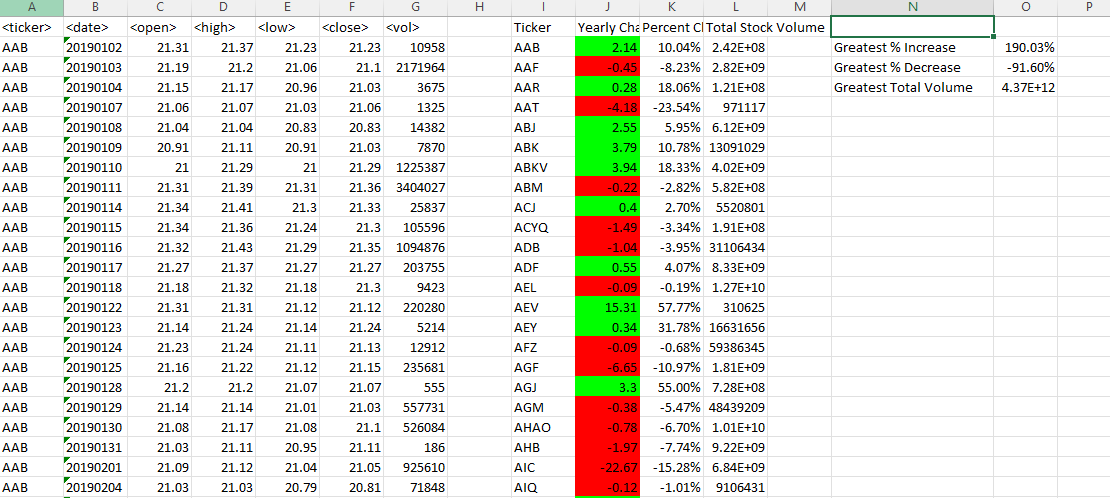 A B C D E F G H I J K L M N O P
<ticker> <date> <open> <high> <low> <close> <vol> Ticker Yearly Cha Percent C Total Stock Volume
AAB 20190102 21.31 21.37 21.23 21.23 10958 AAB 2.14 10.04% 2.42E+08 Greatest % Increase 190.03%
AAB 20190103 21.19 21.2 21.06 21.1 2171964 AAF -0.45 -8.23% 2.82E+09 Greatest % Decrease -91.60%
AAB 20190104 21.15 21.17 20.96 21.03 3675 AAR 0.28 18.06% 1.21E+08 Greatest Total Volume 4.37E+12
AAB 20190107 21.06 21.07 21.03 21.06 1325 AAT -4.18 -23.54% 971117
AAB 20190108 21.04 21.04 20.83 20.83 14382 ABJ 2.55 5.95% 6.12E+09
AAB 20190109 20.91 21.11 20.91 21.03 7870 ABK 3.79 10.78% 13091029
AAB 20190110 21 21.29 21 21.29 1225387 ABKV 3.94 18.33% 4.02E+09
AAB 20190111 21.31 21.39 21.31 21.36 3404027 ABM -0.22 -2.82% 5.82E+08
AAB 20190114 21.34 21.41 21.3 21.33 25837 ACJ 0.4 2.70% 5520801
AAB 20190115 21.34 21.36 21.24 21.3 105596 ACYQ -1.49 -3.34% 1.91E+08
AAB 20190116 21.32 21.43 21.29 21.35 1094876 ADB -1.04 -3.95% 31106434
AAB 20190117 21.27 21.37 21.27 21.27 203755 ADF 0.55 4.07% 8.33E+09
AAB 20190118 21.18 21.32 21.18 21.3 9423 AEL -0.09 -0.19% 1.27E+10
AAB 20190122 21.31 21.31 21.12 21.12 220280 AEV 15.31 57.77% 310625
AAB 20190123 21.14 21.24 21.14 21.24 5214 AEY 0.34 31.78% 16631656
AAB 20190124 21.23 21.24 21.11 21.13 12912 AFZ -0.09 -0.68% 59386345
AAB 20190125 21.16 21.22 21.12 21.15 235681 AGF -6.65 -10.97% 1.81E+09
AAB 20190128 21.2 21.2 21.07 21.07 555 AGJ 3.3 55.00% 7.28E+08
AAB 20190129 21.14 21.14 21.01 21.03 557731 AGM -0.38 -5.47% 48439209
AAB 20190130 21.08 21.17 21.08 21.1 526084 AHAO -0.78 -6.70% 1.01E+10
AAB 20190131 21.03 21.11 20.95 21.11 186 AHB -1.97 -7.74% 9.22E+09
AAB 20190201 21.09 21.12 21.04 21.05 925610 AIC -22.67 -15.28% 6.84E+09
AAB 20190204 21.03 21.03 20.79 20.81 71848 AIQ -0.12 -1.01% 9106431